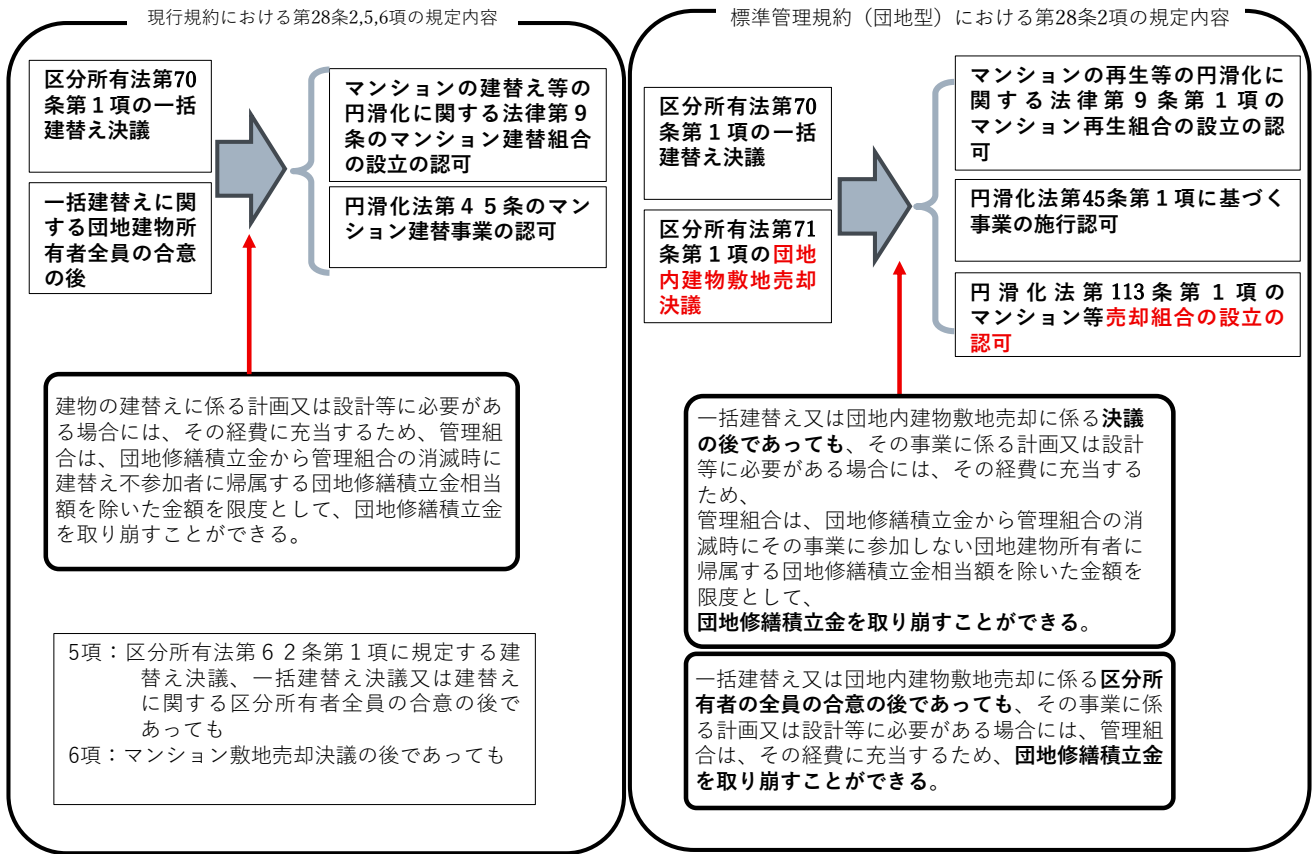 現行規約における第28条2,5,6項の規定内容
区分所有法第70
条第１項の一括
建替え決議
一括建替えに関
する団地建物所
有者全員の合意
の後
マンションの建替え等の
円滑化に関する法律第９
条のマンション建替組合
の設立の認可
円滑化法第４５条のマン
ション建替事業の認可
建物の建替えに係る計画又は設計等に必要があ
る場合には、その経費に充当するため、管理組
合は、団地修繕積立金から管理組合の消滅時に
建替え不参加者に帰属する団地修繕積立金相当
額を除いた金額を限度として、団地修繕積立金
を取り崩すことができる。
5項：区分所有法第６２条第１項に規定する建
替え決議、一括建替え決議又は建替え
に関する区分所有者全員の合意の後で
あっても
6項：マンション敷地売却決議の後であっても
標準管理規約（団地型）における第28条2項の規定内容
区分所有法第70
条第１項の一括
建替え決議
区分所有法第71
条第１項の団地
内建物敷地売却
決議
マンションの再生等の円滑化に
関する法律第９条第１項の
マンション再生組合の設立の認
可
円滑化法第45条第１項に基づく
事業の施行認可
円滑化法第113条第１項の
マンション等売却組合の設立の
認可
一括建替え又は団地内建物敷地売却に係る決議
の後であっても、その事業に係る計画又は設計
等に必要がある場合には、その経費に充当する
ため、
管理組合は、団地修繕積立金から管理組合の消
滅時にその事業に参加しない団地建物所有者に
帰属する団地修繕積立金相当額を除いた金額を
限度として、
団地修繕積立金を取り崩すことができる。
一括建替え又は団地内建物敷地売却に係る区分所
有者の全員の合意の後であっても、その事業に係
る計画又は設計等に必要がある場合には、管理組
合は、その経費に充当するため、団地修繕積立金
を取り崩すことができる。